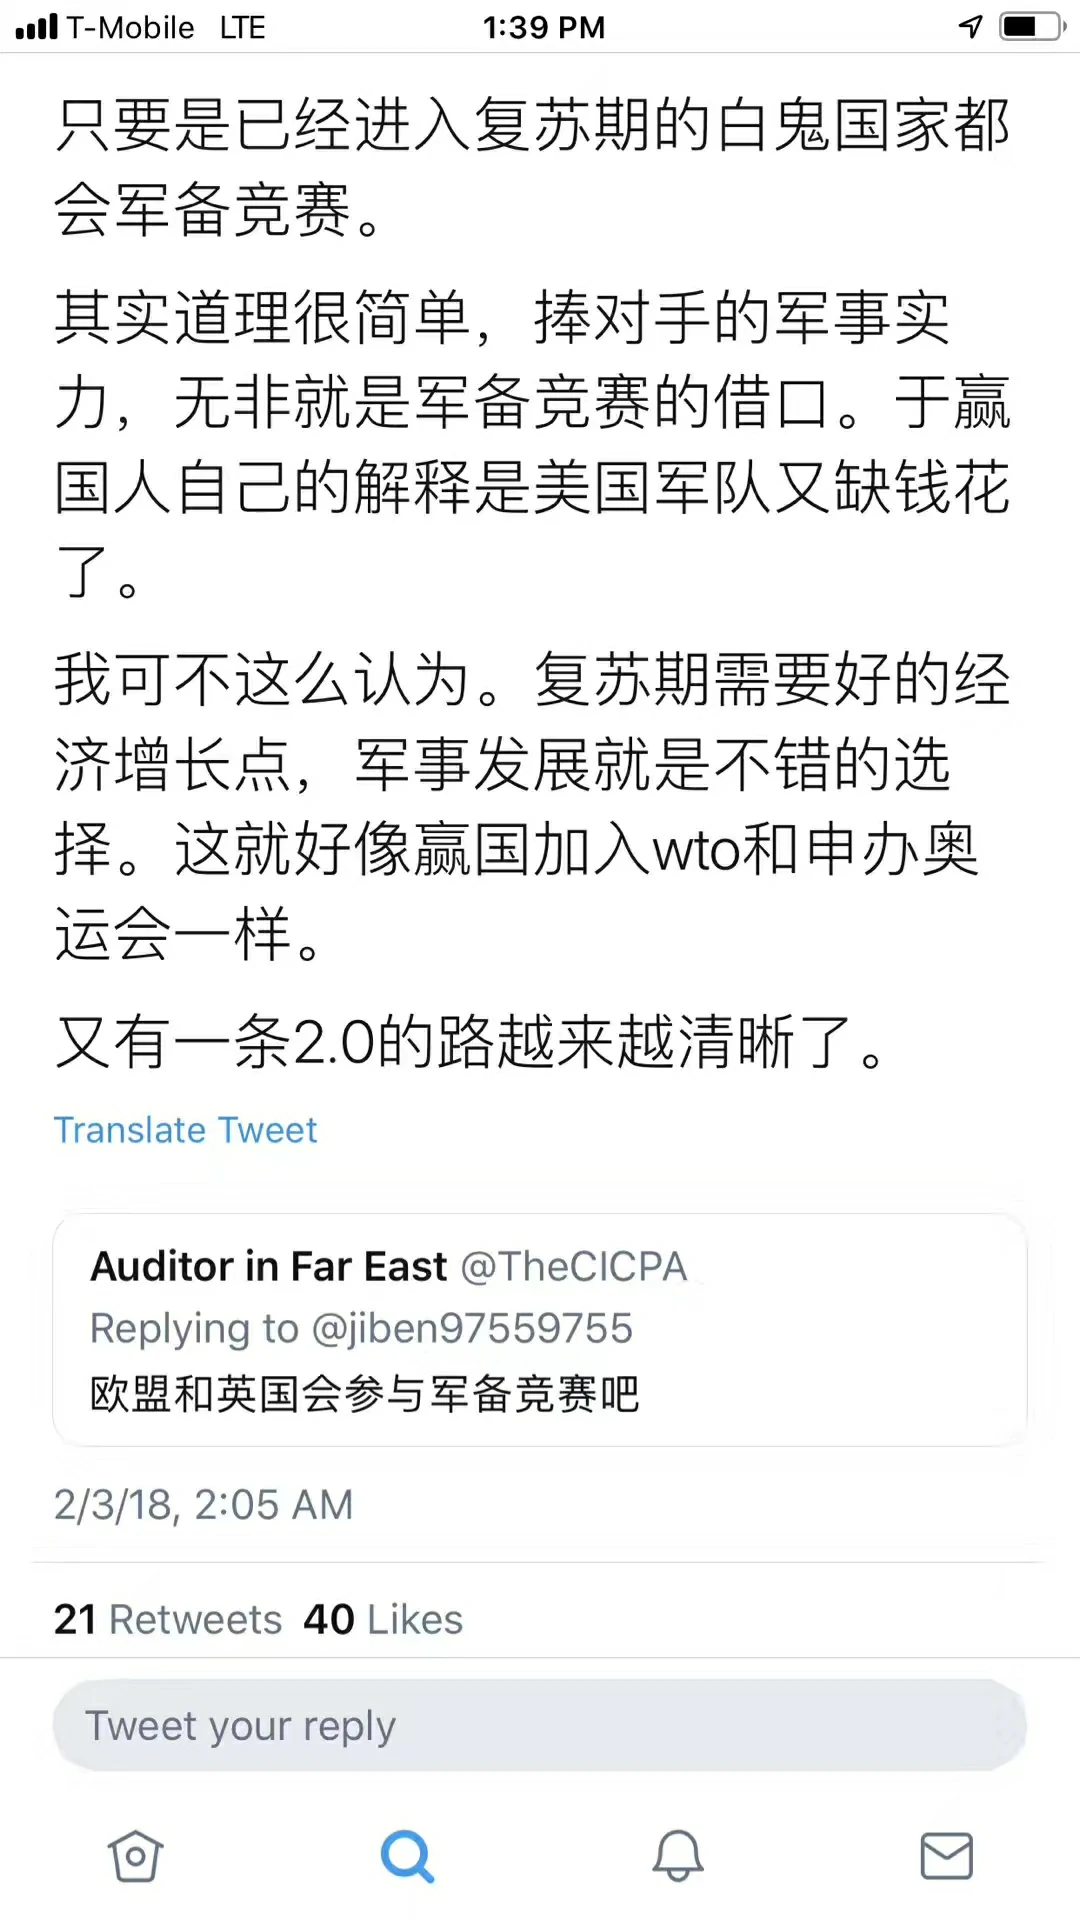 T-Mobile LTE 1:39 PM
只要是已经进入复苏期的白鬼国家都
会军备竞赛。
其实道理很简单，捧对手的军事实
力，无非就是军备竞赛的借口。于赢
国人自己的解释是美国军队又缺钱花
了。
我可不这么认为。复苏期需要好的经
济增长点，军事发展就是不错的选
择。这就好像赢国加入wto和申办奥
运会一样。
又有一条2.0的路越来越清晰了。
Translate Tweet
Auditor in Far East @TheCICPA
Replying to @jiben97559755
欧盟和英国会参与军备竞赛吧
2/3/18, 2:05 AM
21 Retweets 40 Likes
Tweet your reply